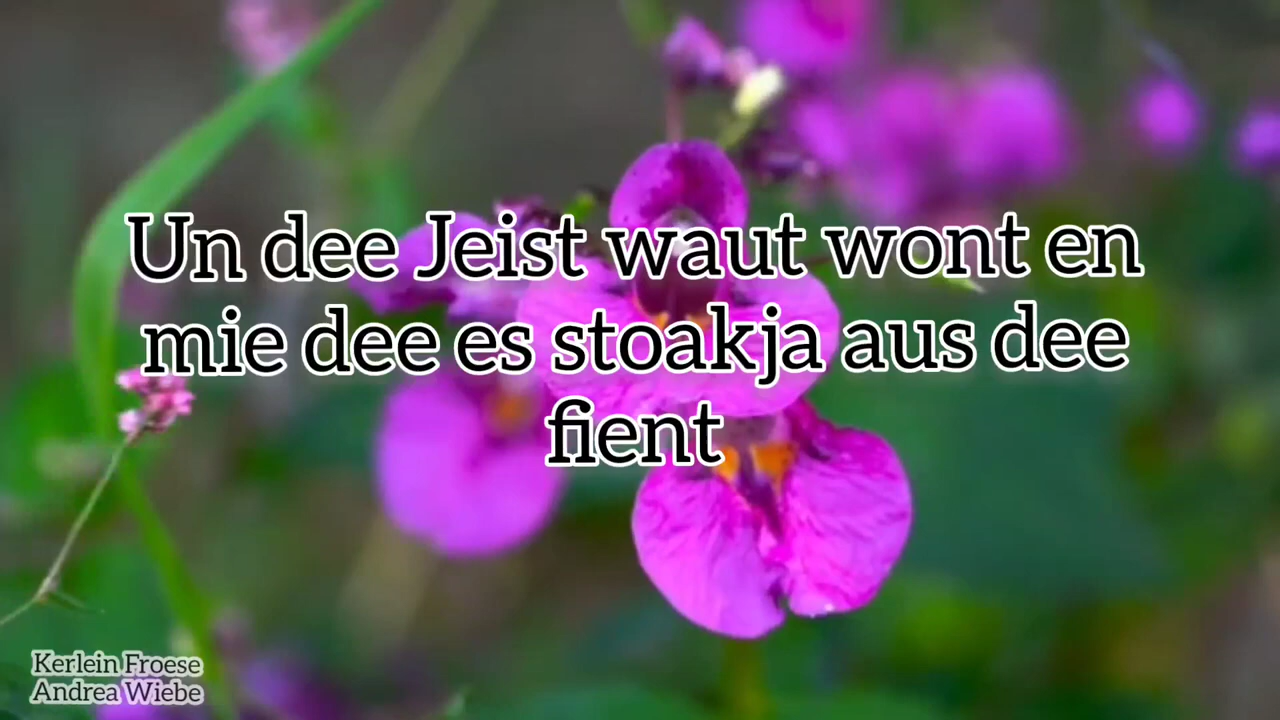 Un dee Jeist waut wont en
mie dee es stoakja aus dee
fient
Kerlein Froese
Andrea Wiebe